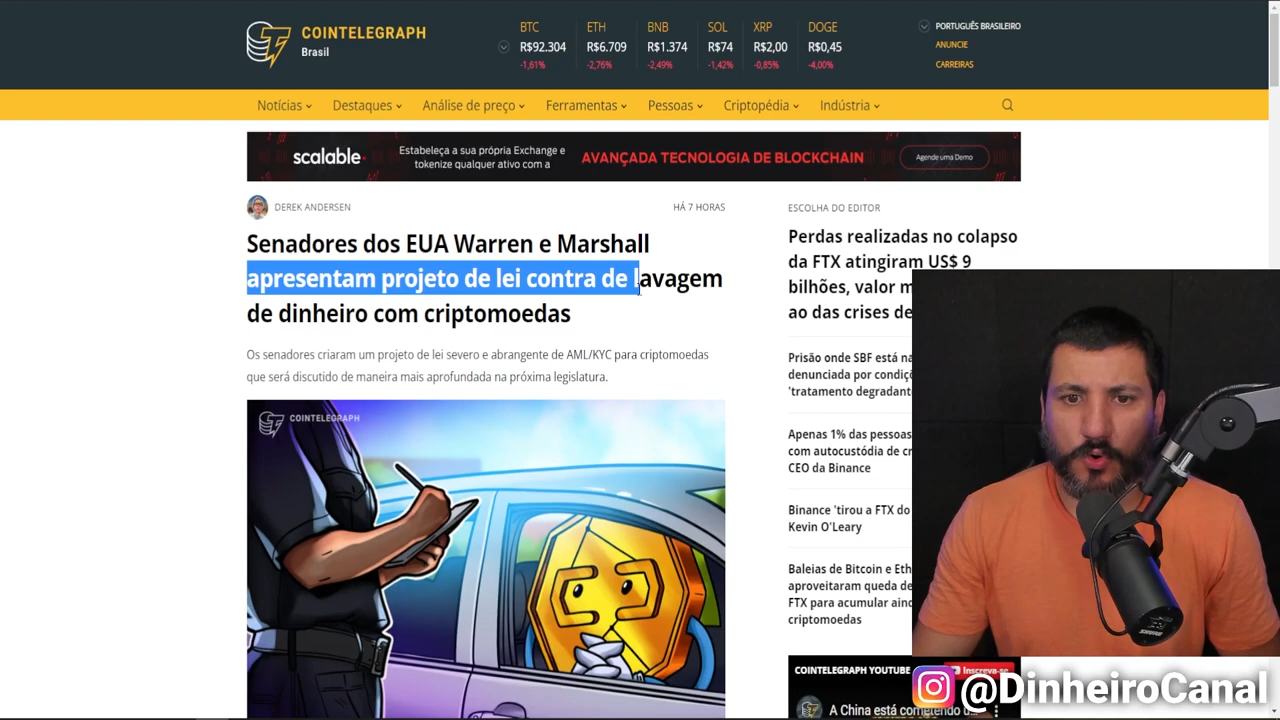 COINTELEGRAPH
Brasil
BTC ETH BNB SOL XRP DOGE
R$92.304 R$6.709 R$1.374 R$74 R$2,00 R$0,45
-1,61% -2,76% -2,49% -1,42% -0,85% -4,00%
PORTUGUÊS BRASILEIRO
ANUNCIE
CARREIRAS
Notícias Destaques Análise de preço Ferramentas Pessoas Criptopédia Indústria
scalable
Estabeleça a sua própria Exchange e
tokenize qualquer ativo com a
AVANÇADA TECNOLOGIA DE BLOCKCHAIN
Agende uma Demo
DEREK ANDERSEN
HÁ 7 HORAS
Senadores dos EUA Warren e Marshall
apresentam projeto de lei contra de lavagem
de dinheiro com criptomoedas
Os senadores criaram um projeto de lei severo e abrangente de AML/KYC para criptomoedas
que será discutido de maneira mais aprofundada na próxima legislatura.
COINTELEGRAPH
ESCOLHA DO EDITOR
Perdas realizadas no colapso
da FTX atingiram US$ 9
bilhões, valor m
ao das crises de
Prisão onde SBF está
denunciada por
'tratamento
Apenas 1% das pessoas
com autocustódia de
CEO da Binance
Binance 'tirou a FTX do
Kevin O'Leary
Baleias de Bitcoin e
aproveitaram queda de
FTX para acumular
criptomoedas
COINTELEGRAPH YOUTUBE
Inscreva-se
A China está
SHURE
@DinheiroCanal